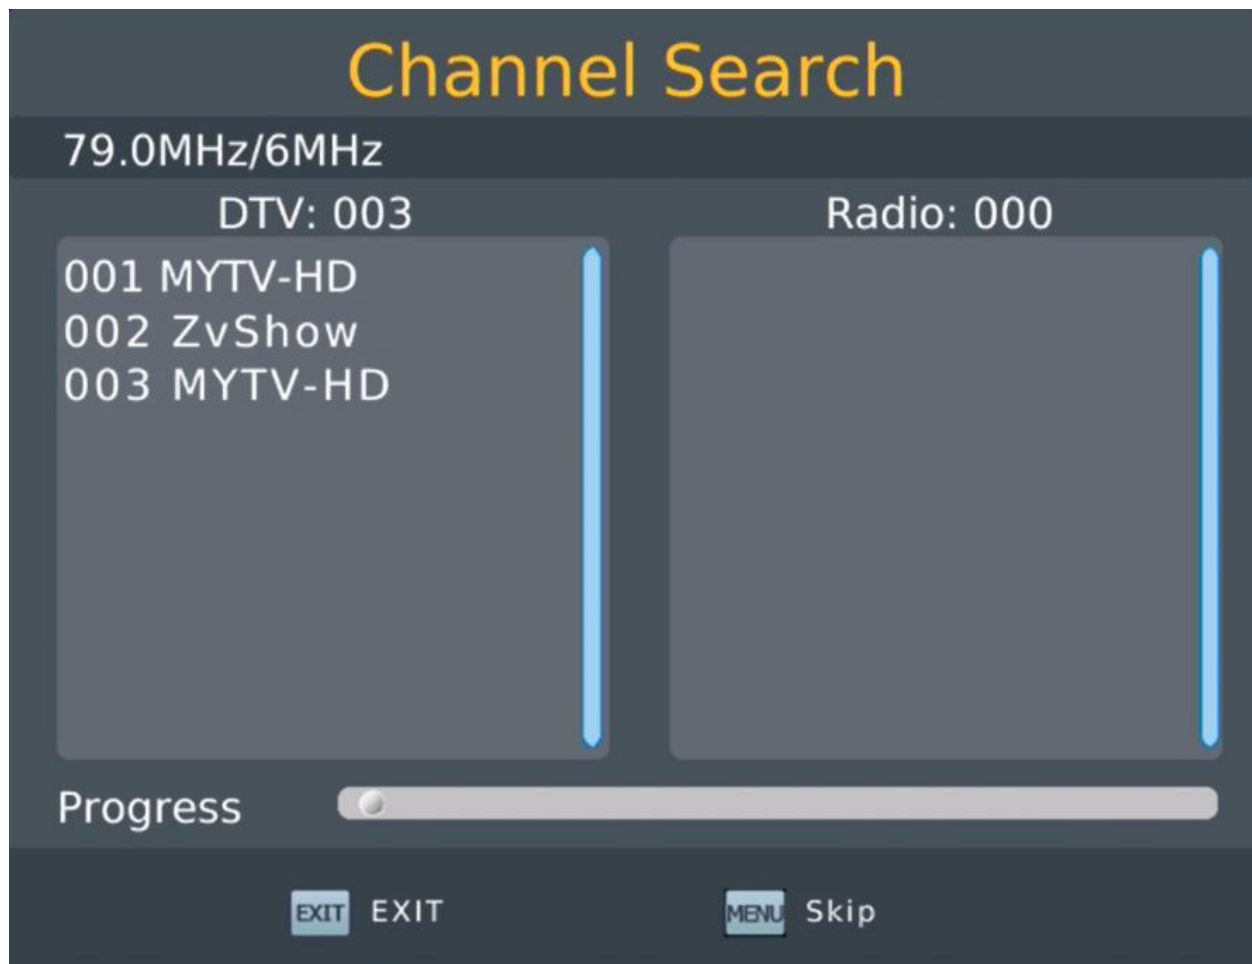 Channel Search
79.0MHz/6MHz
DTV: 003
Radio: 000
001 MYTV-HD
002 ZvShow
003 MYTV-HD
Progress
EXIT EXIT
MENU Skip